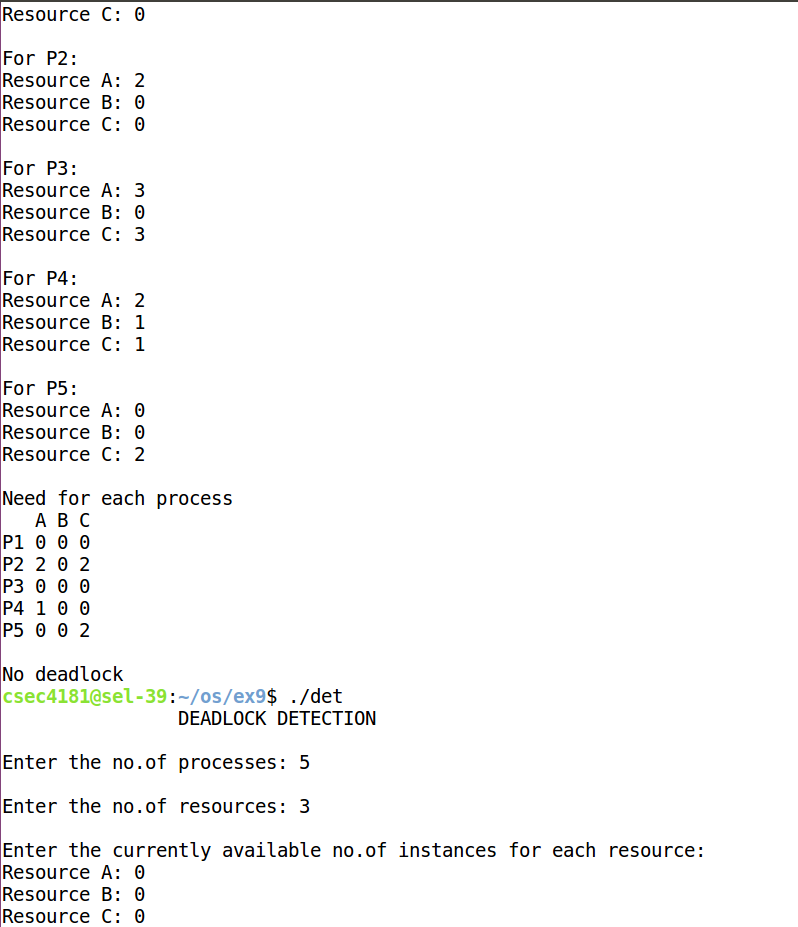 Resource C: 0
For P2:
Resource A: 2
Resource B: 0
Resource C: 0
For P3:
Resource A: 3
Resource B: 0
Resource C: 3
For P4:
Resource A: 2
Resource B: 1
Resource C: 1
For P5:
Resource A: 0
Resource B: 0
Resource C: 2
Need for each process
   A B C
P1 0 0 0
P2 2 0 2
P3 0 0 0
P4 1 0 0
P5 0 0 2
No deadlock
csec4181@sel-39:~/os/ex9$ ./det
                DEADLOCK DETECTION
Enter the no.of processes: 5
Enter the no.of resources: 3
Enter the currently available no.of instances for each resource:
Resource A: 0
Resource B: 0
Resource C: 0